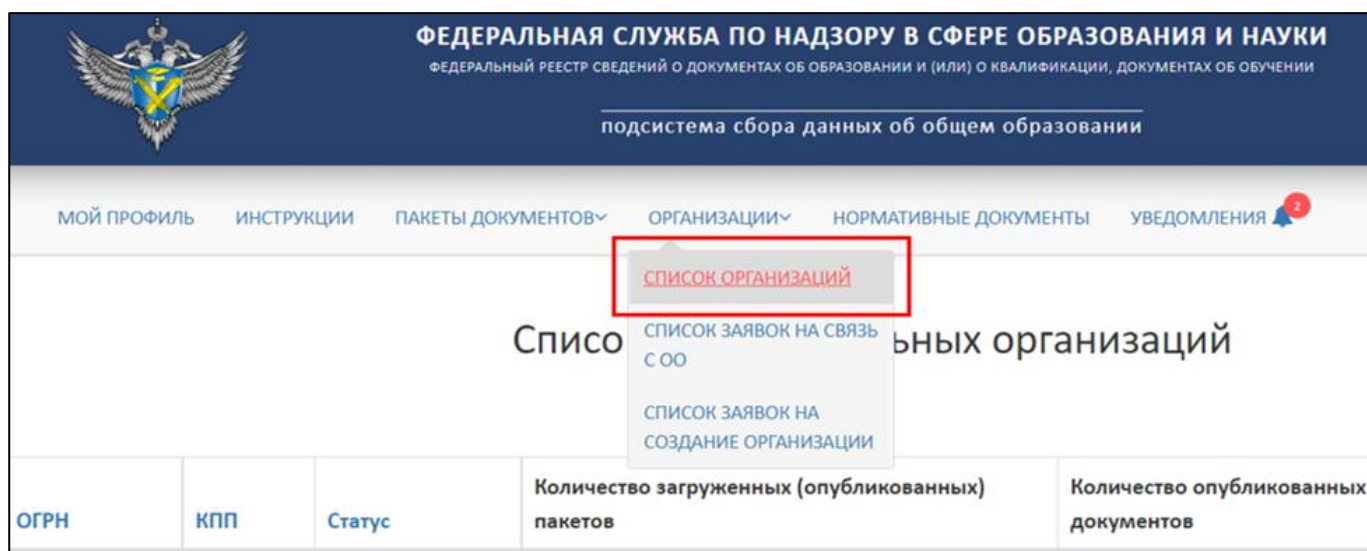 ФЕДЕРАЛЬНАЯ СЛУЖБА ПО НАДЗОРУ В СФЕРЕ ОБРАЗОВАНИЯ И НАУКИ
ФЕДЕРАЛЬНЫЙ РЕЕСТР СВЕДЕНИЙ О ДОКУМЕНТАХ ОБ ОБРАЗОВАНИИ И (ИЛИ) О КВАЛИФИКАЦИИ, ДОКУМЕНТАХ ОБ ОБУЧЕНИИ
подсистема сбора данных об общем образовании
МОЙ ПРОФИЛЬ ИНСТРУКЦИИ ПАКЕТЫ ДОКУМЕНТОВ ОРГАНИЗАЦИИ НОРМАТИВНЫЕ ДОКУМЕНТЫ УВЕДОМЛЕНИЯ 2
СПИСОК ОРГАНИЗАЦИЙ
СПИСОК ЗАЯВОК НА СВЯЗЬ
С ОО
СПИСОК ЗАЯВОК НА
СОЗДАНИЕ ОРГАНИЗАЦИИ
Списо ьных организаций
ОГРН КПП Статус
Количество загруженных (опубликованных)
пакетов
Количество опубликованных
документов